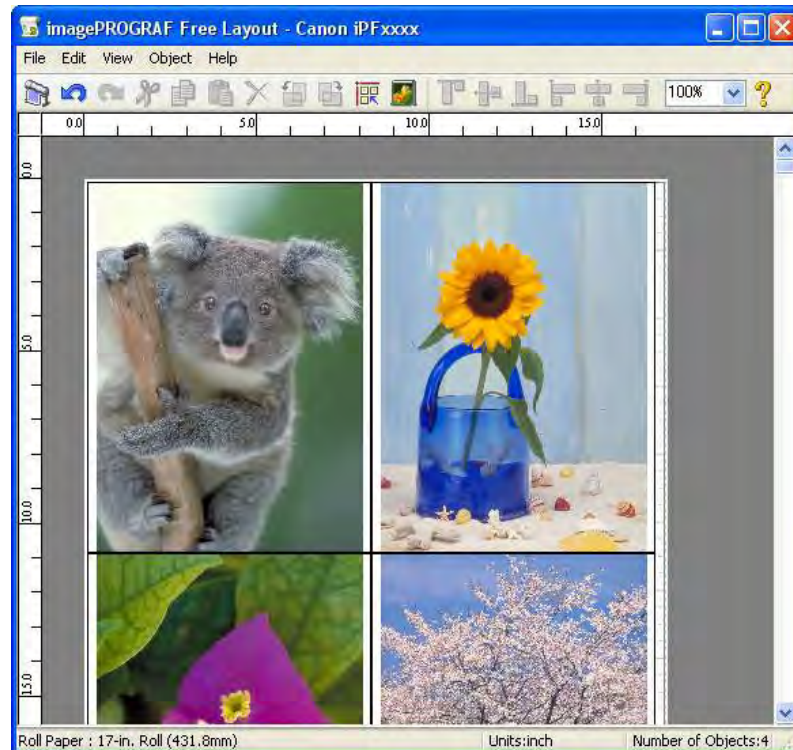 imagePROGRAF Free Layout - Canon iPFxxxx
File Edit View Object Help
100%
0.0 5.0 10.0 15.0
0.0
5.0
10.0
15.0
Roll Paper : 17-in. Roll (431.8mm) Units:inch Number of Objects:4